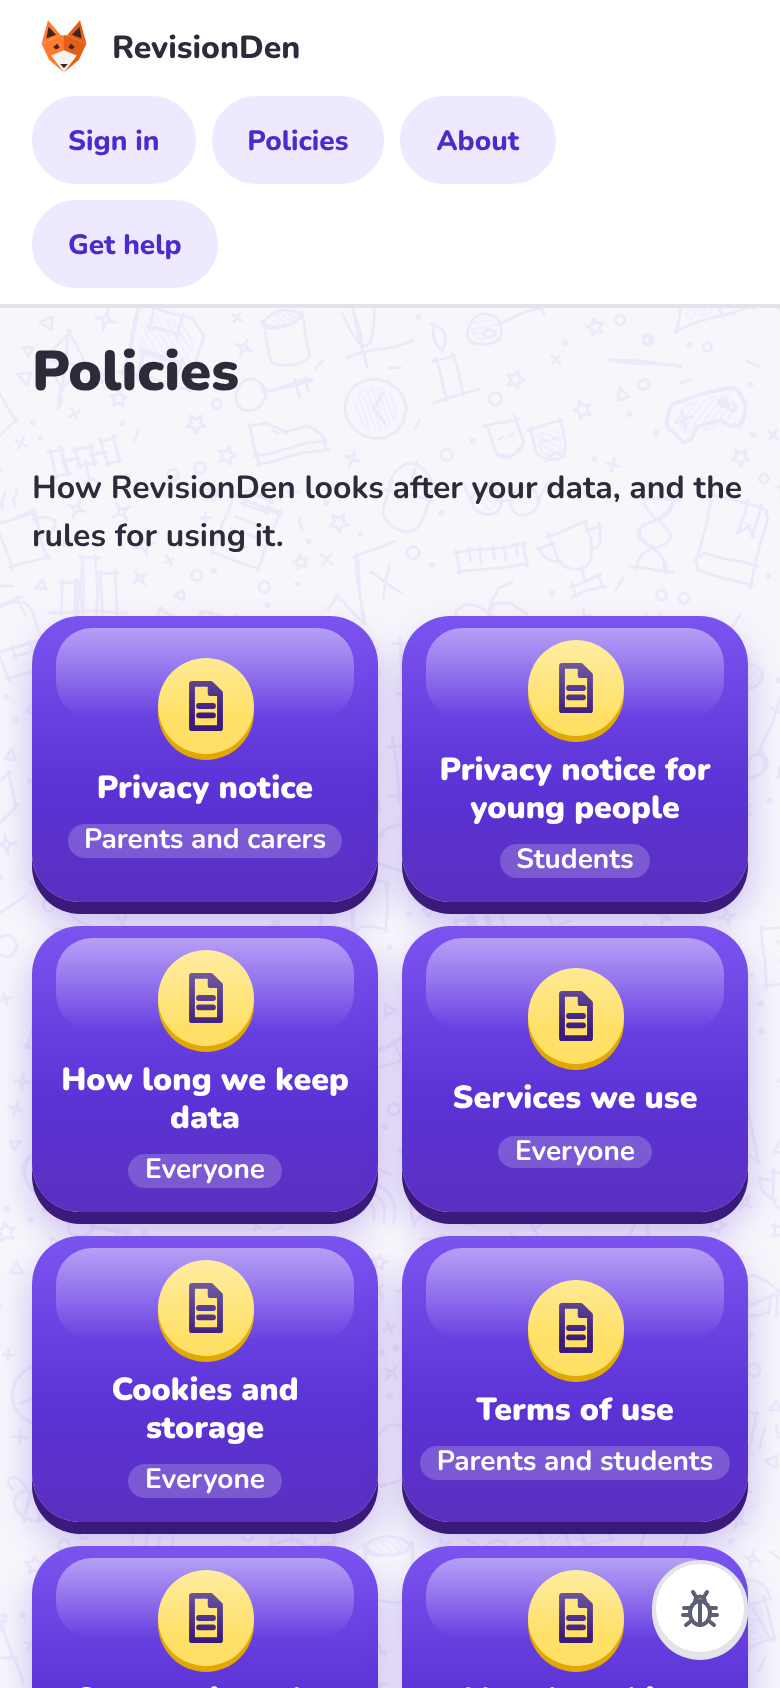 RevisionDen
Sign in
Policies
About
Get help
Policies
How RevisionDen looks after your data, and the
rules for using it.
Privacy notice
Parents and carers
Privacy notice for
young people
Students
How long we keep
data
Everyone
Services we use
Everyone
Cookies and
storage
Everyone
Terms of use
Parents and students